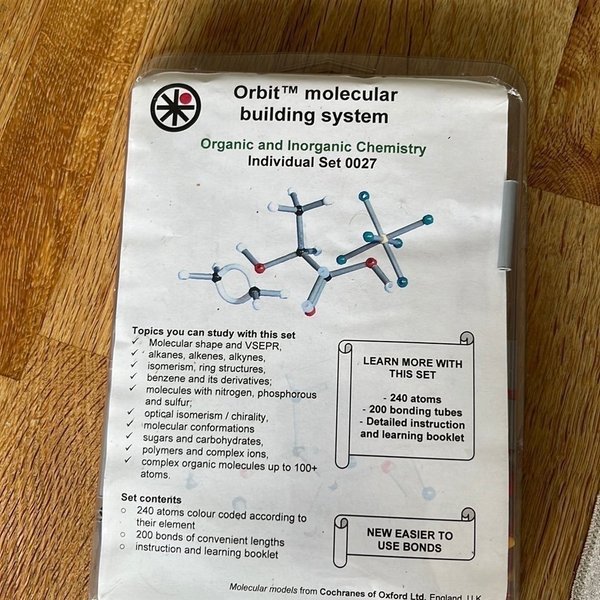 Orbit™ molecular
building system
Organic and Inorganic Chemistry
Individual Set 0027
Topics you can study with this set
✓ Molecular shape and VSEPR,
✓ alkanes, alkenes, alkynes,
✓ isomerism, ring structures,
✓ benzene and its derivatives;
✓ molecules with nitrogen, phosphorous
and sulfur;
✓ optical isomerism / chirality,
✓ molecular conformations
✓ sugars and carbohydrates,
✓ polymers and complex ions,
✓ complex organic molecules up to 100+
atoms.
LEARN MORE WITH
THIS SET
- 240 atoms
- 200 bonding tubes
- Detailed instruction
and learning booklet
Set contents
○ 240 atoms colour coded according to
their element
○ 200 bonds of convenient lengths
○ instruction and learning booklet
NEW EASIER TO
USE BONDS
Molecular models from Cochranes of Oxford Ltd, England, U.K.